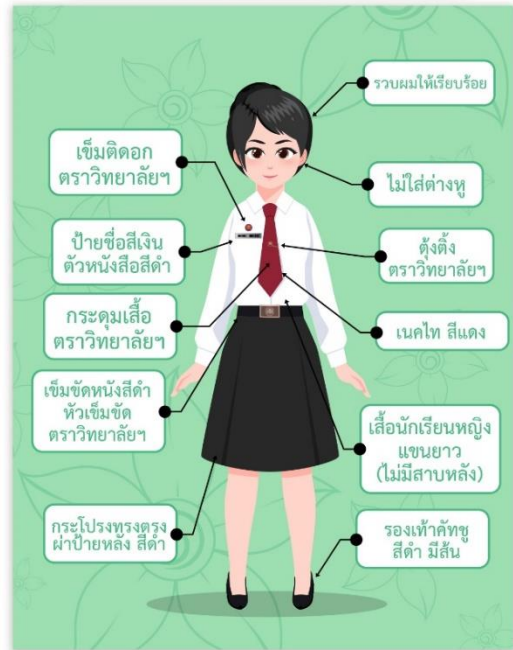 รวบผมให้เรียบร้อย
เข็มติดอก
ตราวิทยาลัยฯ
ไม่ใส่ต่างหู
ป้ายชื่อสีเงิน
ตัวหนังสือสีดำ
ตุ้งติ้ง
ตราวิทยาลัยฯ
กระดุมเสื้อ
ตราวิทยาลัยฯ
เนคไท สีแดง
เข็มขัดหนังสีดำ
หัวเข็มขัด
ตราวิทยาลัยฯ
เสื้อนักเรียนหญิง
แขนยาว
(ไม่มีสาบหลัง)
กระโปรงทรงตรง
ผ่าป้ายหลัง สีดำ
รองเท้าคัทชู
สีดำ มีส้น